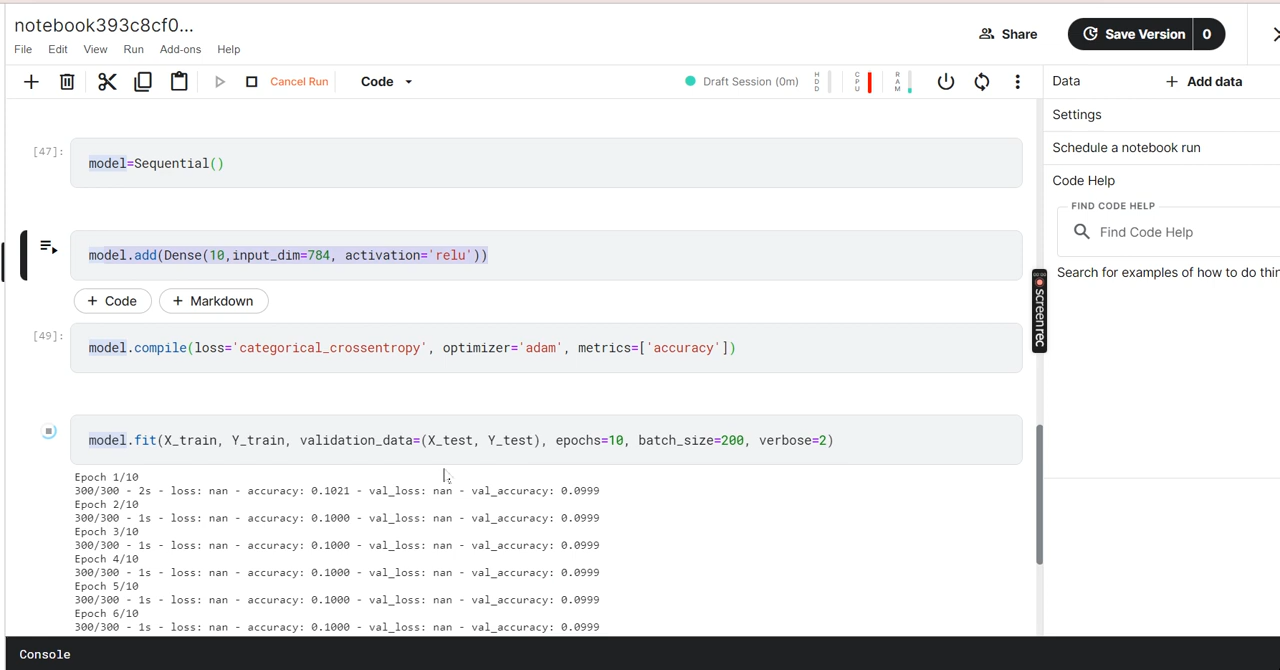 notebook393c8cf0...
Share
Save Version 0
File Edit View Run Add-ons Help
Cancel Run Code
Draft Session (0m) HDD CPU RAM
Data + Add data
Settings
Schedule a notebook run
Code Help
FIND CODE HELP
Find Code Help
Search for examples of how to do thin
[47]:
model=Sequential()
model.add(Dense(10,input_dim=784, activation='relu'))
+ Code + Markdown
[49]:
model.compile(loss='categorical_crossentropy', optimizer='adam', metrics=['accuracy'])
model.fit(X_train, Y_train, validation_data=(X_test, Y_test), epochs=10, batch_size=200, verbose=2)
Epoch 1/10
300/300 - 2s - loss: nan - accuracy: 0.1021 - val_loss: nan - val_accuracy: 0.0999
Epoch 2/10
300/300 - 1s - loss: nan - accuracy: 0.1000 - val_loss: nan - val_accuracy: 0.0999
Epoch 3/10
300/300 - 1s - loss: nan - accuracy: 0.1000 - val_loss: nan - val_accuracy: 0.0999
Epoch 4/10
300/300 - 1s - loss: nan - accuracy: 0.1000 - val_loss: nan - val_accuracy: 0.0999
Epoch 5/10
300/300 - 1s - loss: nan - accuracy: 0.1000 - val_loss: nan - val_accuracy: 0.0999
Epoch 6/10
300/300 - 1s - loss: nan - accuracy: 0.1000 - val_loss: nan - val_accuracy: 0.0999
screenrec
Console